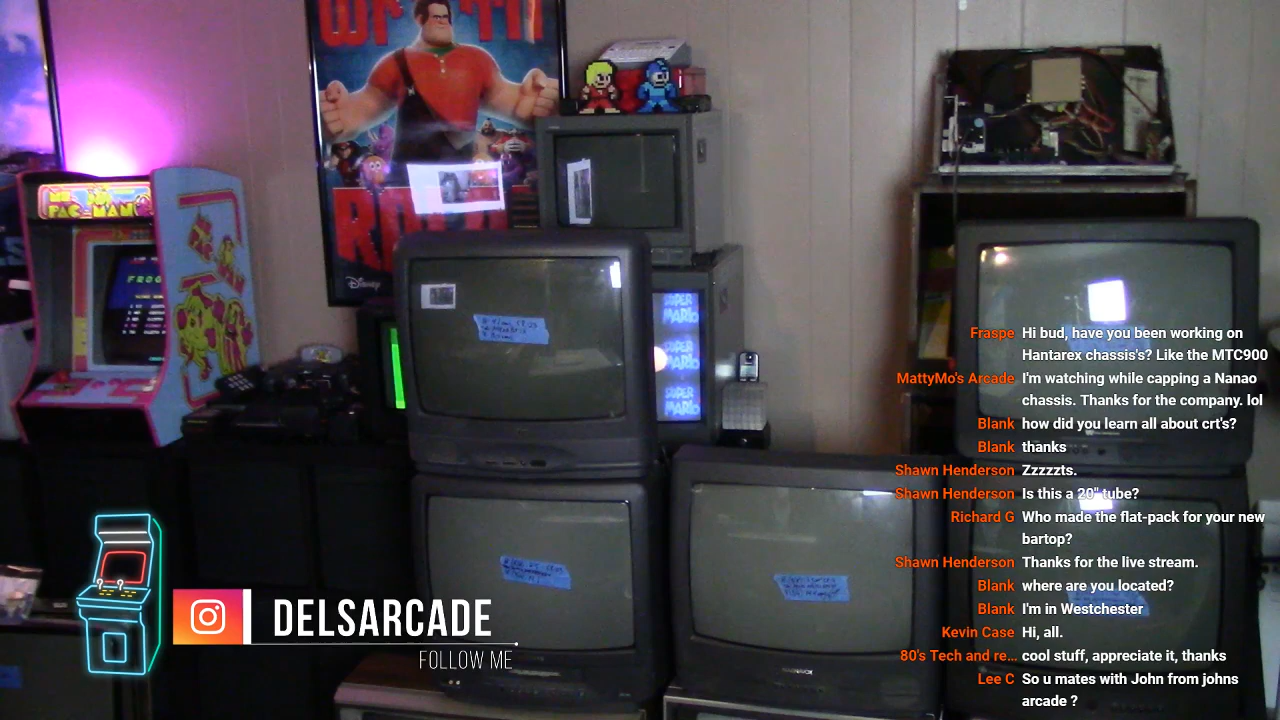 MS.
PAC-MAN
FROG
Disney
SUPER
MARIO
SUPER
MARIO
SUPER
MARIO
Fraspe Hi bud, have you been working on
Hantarex chassis's? Like the MTC900
MattyMo's Arcade I'm watching while capping a Nanao
chassis. Thanks for the company. lol
Blank how did you learn all about crt's?
Blank thanks
Shawn Henderson Zzzzzts.
Shawn Henderson Is this a 20" tube?
Richard G Who made the flat-pack for your new
bartop?
Shawn Henderson Thanks for the live stream.
Blank where are you located?
Blank I'm in Westchester
Kevin Case Hi, all.
80's Tech and re... cool stuff, appreciate it, thanks
Lee C So u mates with John from johns
arcade ?
DELSARCADE
FOLLOW ME